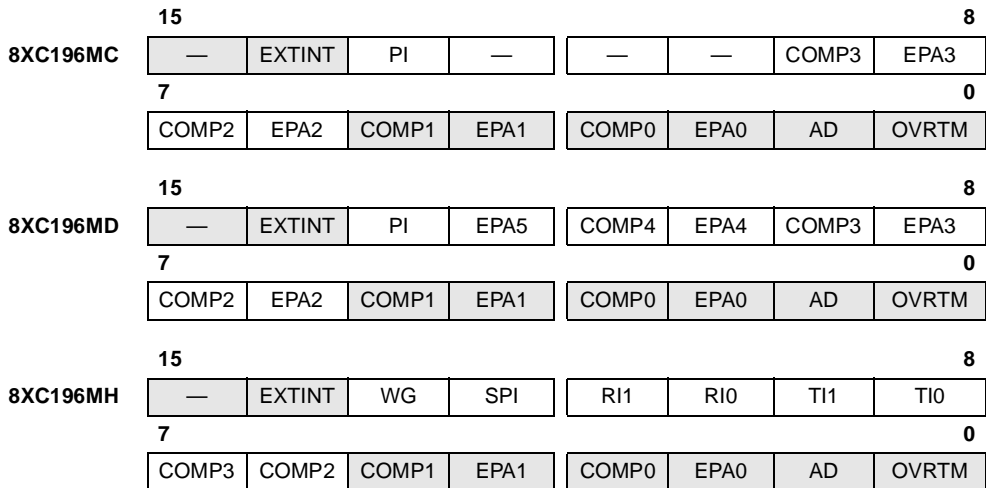 15 8
8XC196MC — EXTINT PI — — — COMP3 EPA3
7 0
COMP2 EPA2 COMP1 EPA1 COMP0 EPA0 AD OVRTM
15 8
8XC196MD — EXTINT PI EPA5 COMP4 EPA4 COMP3 EPA3
7 0
COMP2 EPA2 COMP1 EPA1 COMP0 EPA0 AD OVRTM
15 8
8XC196MH — EXTINT WG SPI RI1 RI0 TI1 TI0
7 0
COMP3 COMP2 COMP1 EPA1 COMP0 EPA0 AD OVRTM